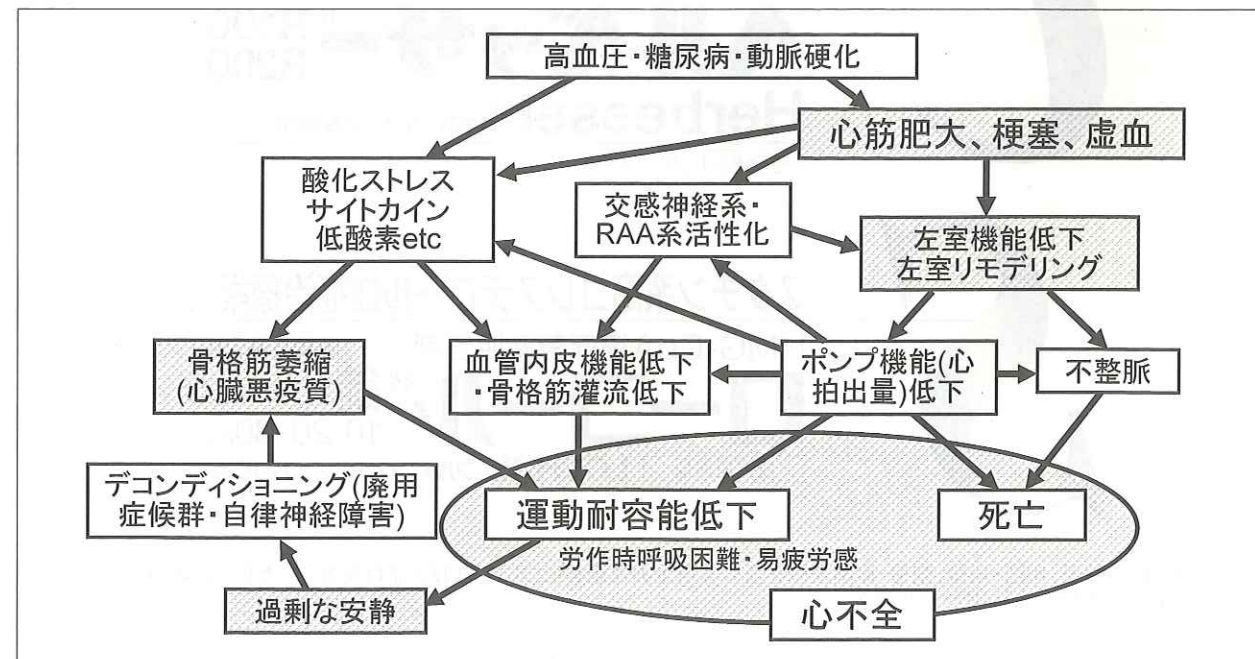 高血圧・糖尿病・動脈硬化
心筋肥大、梗塞、虚血
酸化ストレス
サイトカイン
低酸素etc
交感神経系・
RAA系活性化
左室機能低下
左室リモデリング
骨格筋萎縮
(心臓悪疫質)
血管内皮機能低下
・骨格筋灌流低下
ポンプ機能(心
拍出量)低下
不整脈
デコンディショニング(廃用
症候群・自律神経障害)
運動耐容能低下
死亡
労作時呼吸困難・易疲労感
過剰な安静
心不全